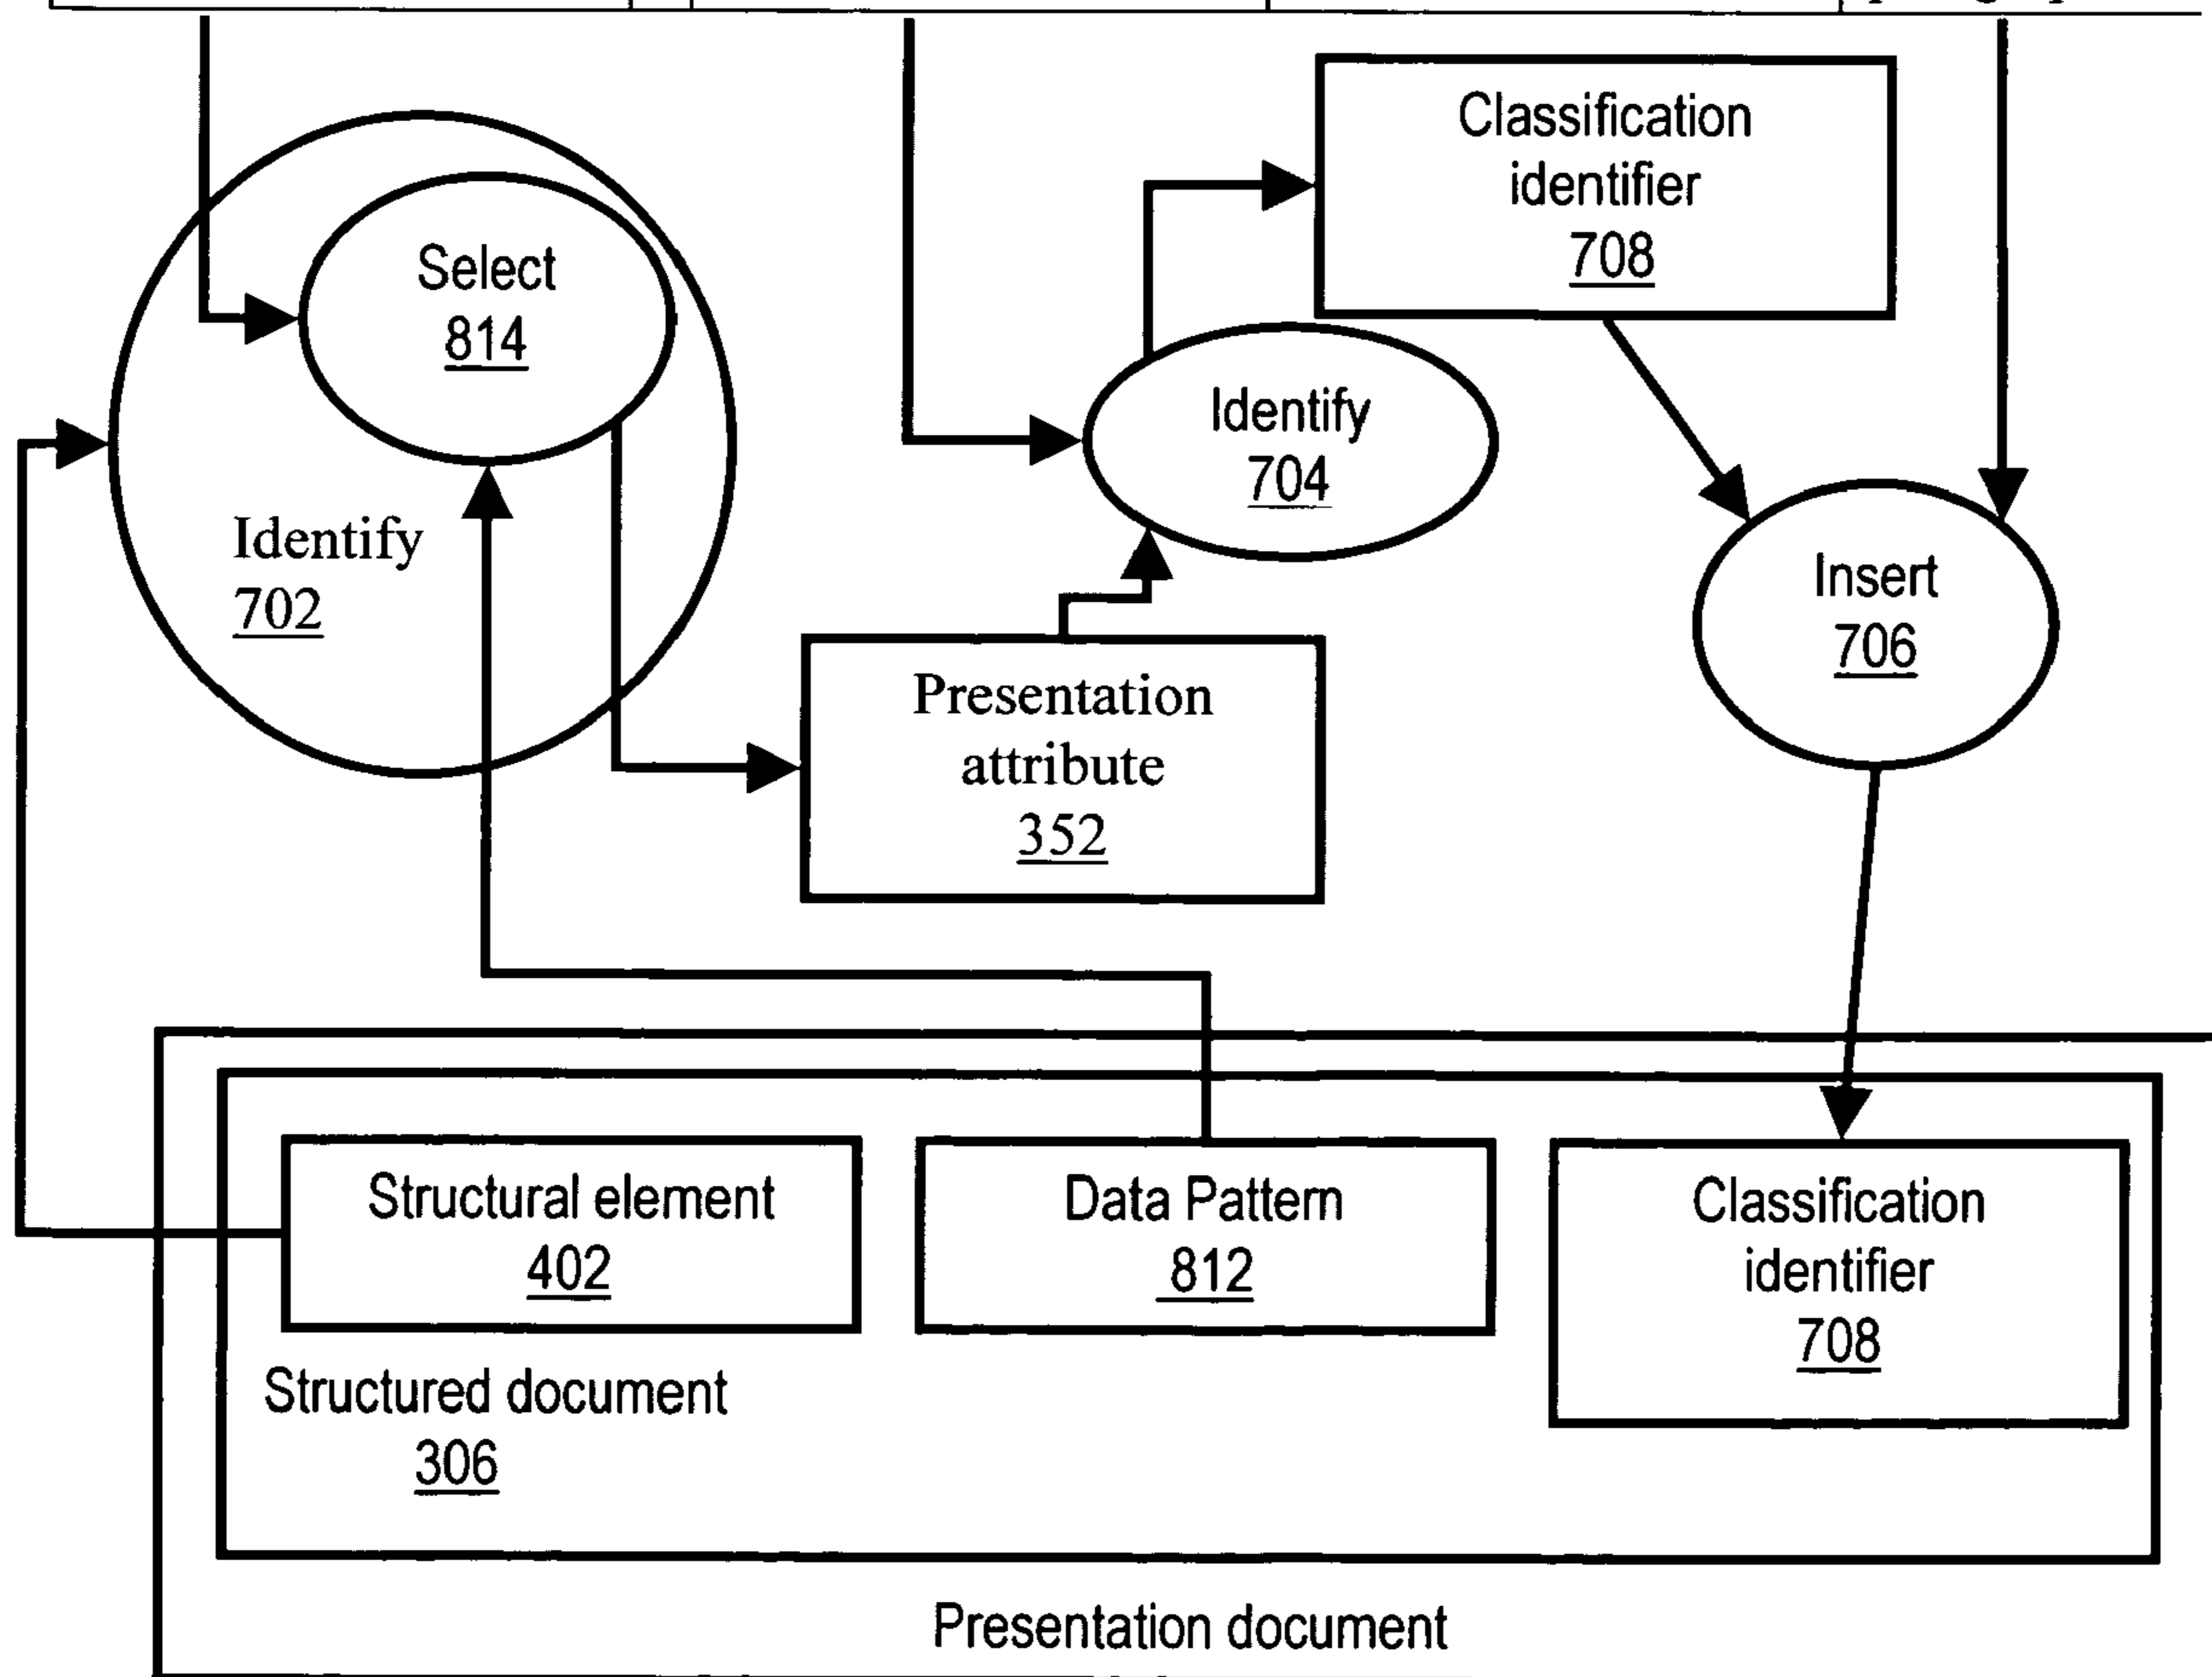 Classification
identifier
708
Select
814
Identify
704
Identify
702
Insert
706
Presentation
attribute
352
Structural element
402
Data Pattern
812
Classification
identifier
708
Structured document
306
Presentation document